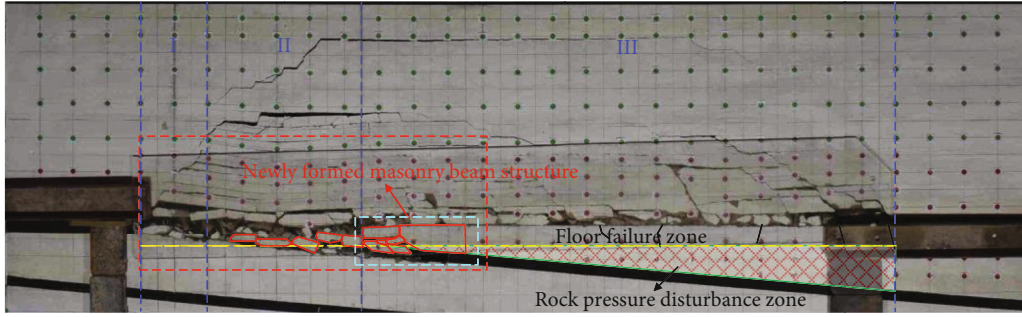 I
II
III
Newly formed masonry beam structure
Floor failure zone
Rock pressure disturbance zone